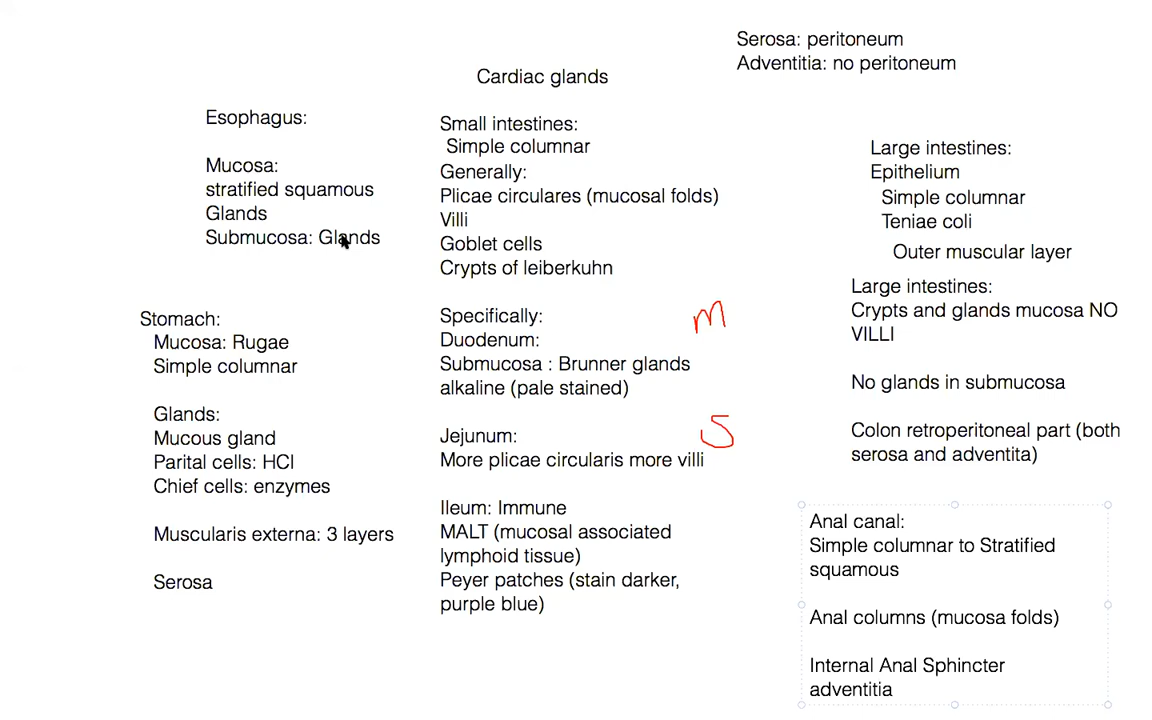 Serosa: peritoneum
Adventitia: no peritoneum
Cardiac glands
Esophagus:
Mucosa:
stratified squamous
Glands
Submucosa: Glands
Stomach:
Mucosa: Rugae
Simple columnar
Glands:
Mucous gland
Parital cells: HCl
Chief cells: enzymes
Muscularis externa: 3 layers
Serosa
Small intestines:
Simple columnar
Generally:
Plicae circulares (mucosal folds)
Villi
Goblet cells
Crypts of leiberkuhn
Specifically:
Duodenum:
Submucosa : Brunner glands
alkaline (pale stained)
Jejunum:
More plicae circularis more villi
Ileum: Immune
MALT (mucosal associated
lymphoid tissue)
Peyer patches (stain darker,
purple blue)
M
S
Large intestines:
Epithelium
Simple columnar
Teniae coli
Outer muscular layer
Large intestines:
Crypts and glands mucosa NO
VILLI
No glands in submucosa
Colon retroperitoneal part (both
serosa and adventita)
Anal canal:
Simple columnar to Stratified
squamous
Anal columns (mucosa folds)
Internal Anal Sphincter
adventitia